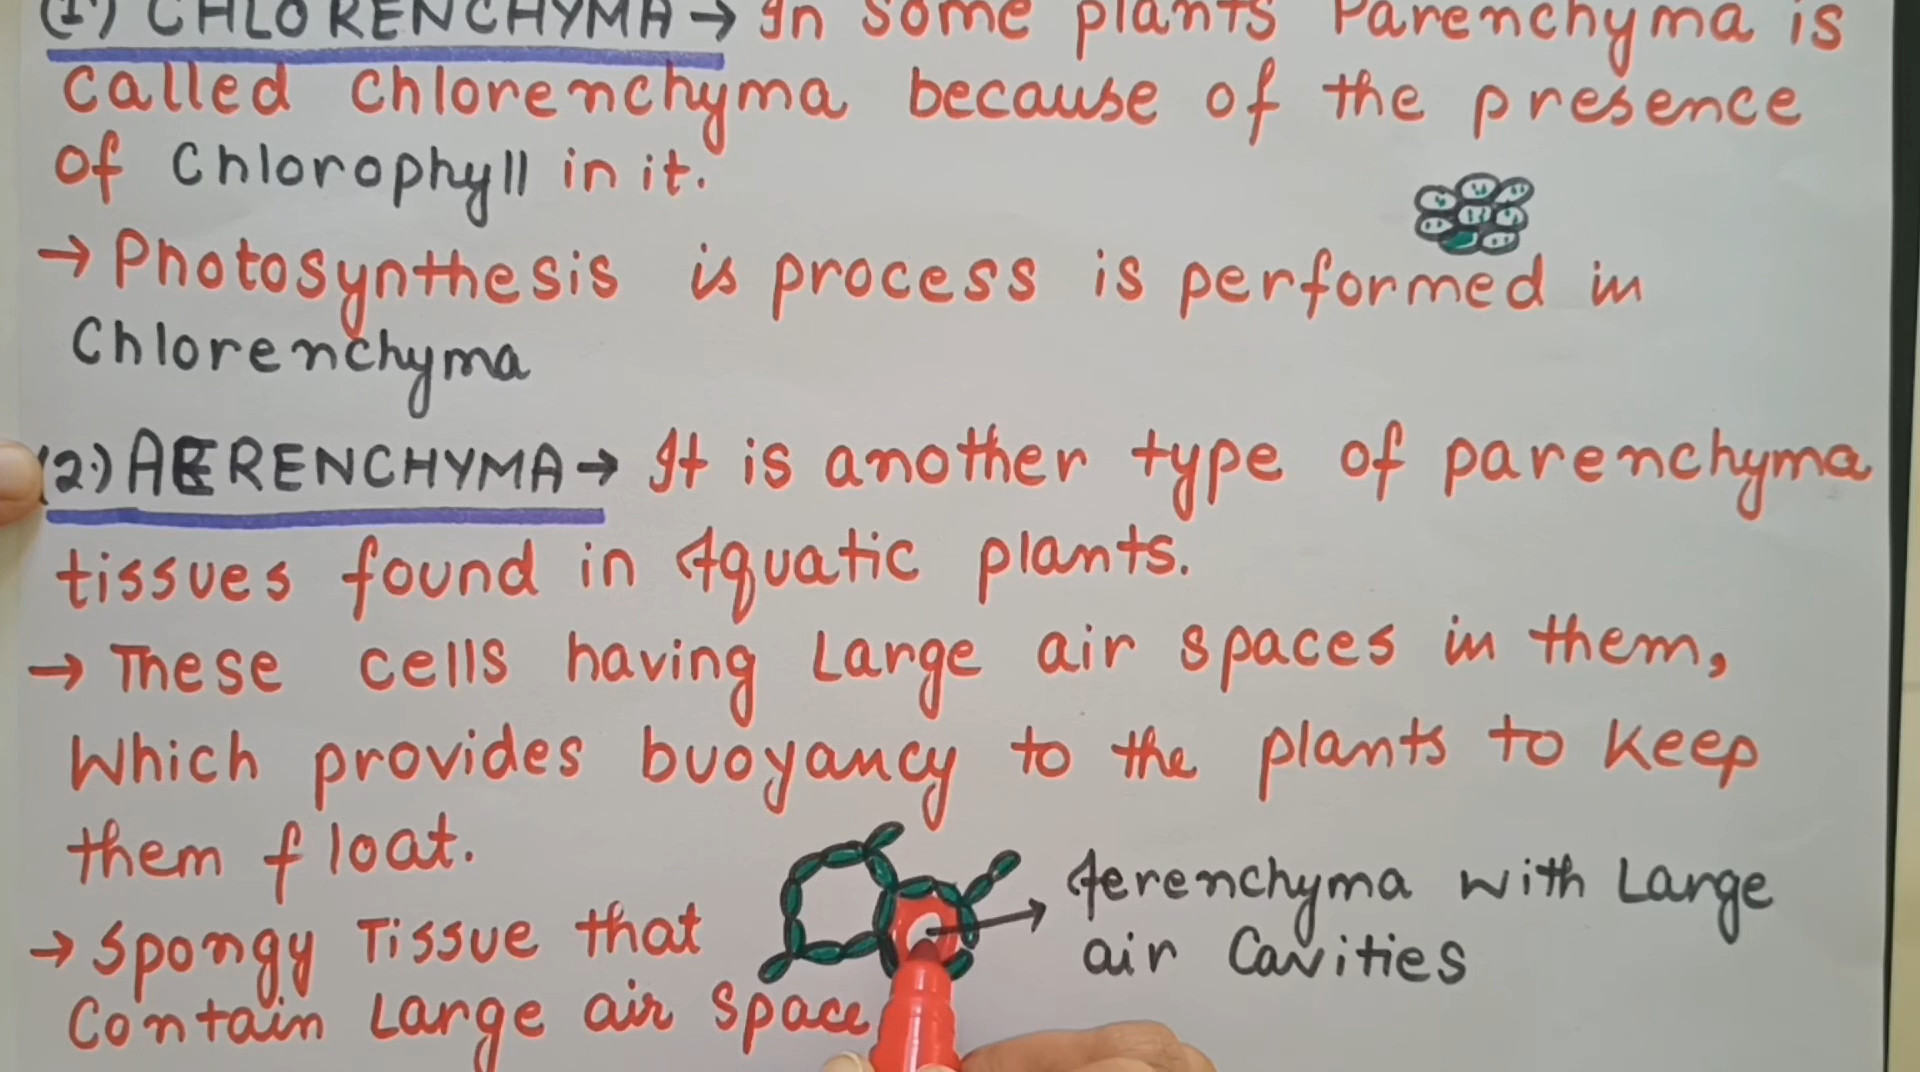 (1.) CHLORENCHYMA → In some plants Parenchyma is
called chlorenchyma because of the presence
of Chlorophyll in it.
→ Photosynthesis is process is performed in
Chlorenchyma
(2.) AERENCHYMA → It is another type of parenchyma
tissues found in Aquatic plants.
→ These cells having Large air spaces in them,
Which provides buoyancy to the plants to keep
them float.
→ Aerenchyma with Large
air Cavities
→ Spongy Tissue that
Contain Large air space